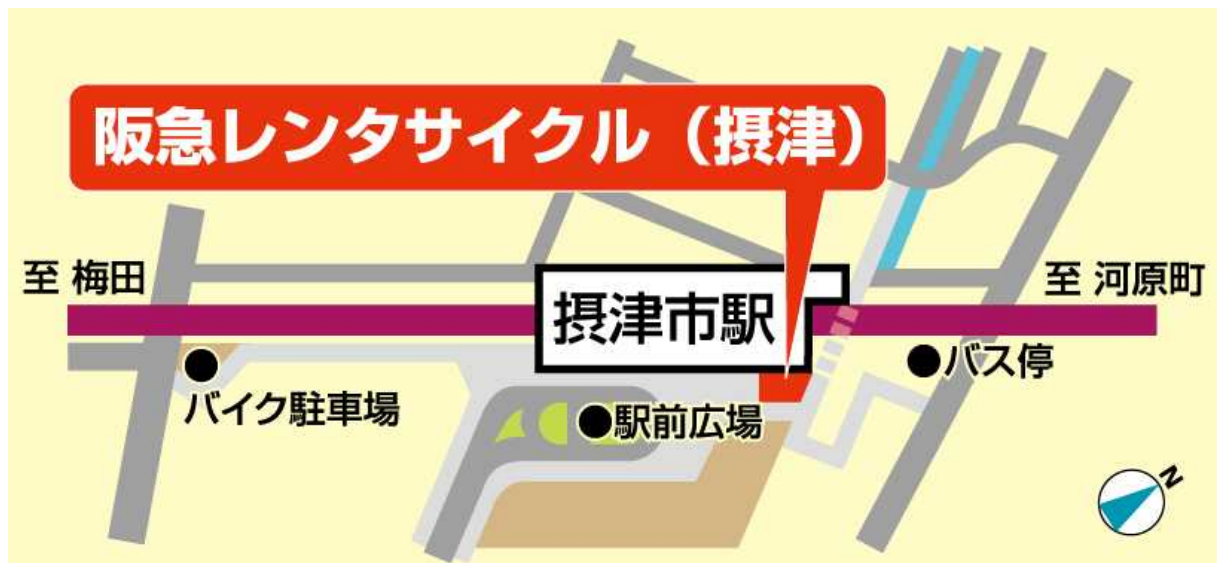 阪急レンタサイクル（摂津）
至 梅田
至 河原町
摂津市駅
●バス停
バイク駐車場
●駅前広場
N